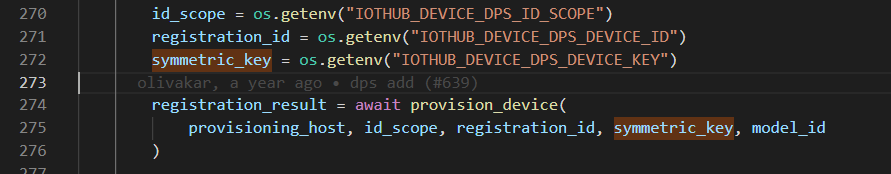 270 id_scope = os.getenv("IOTHUB_DEVICE_DPS_ID_SCOPE")
271 registration_id = os.getenv("IOTHUB_DEVICE_DPS_DEVICE_ID")
272 symmetric_key = os.getenv("IOTHUB_DEVICE_DPS_DEVICE_KEY")
273 olivakar, a year ago • dps add (#639)
274 registration_result = await provision_device(
275 provisioning_host, id_scope, registration_id, symmetric_key, model_id
276 )
277